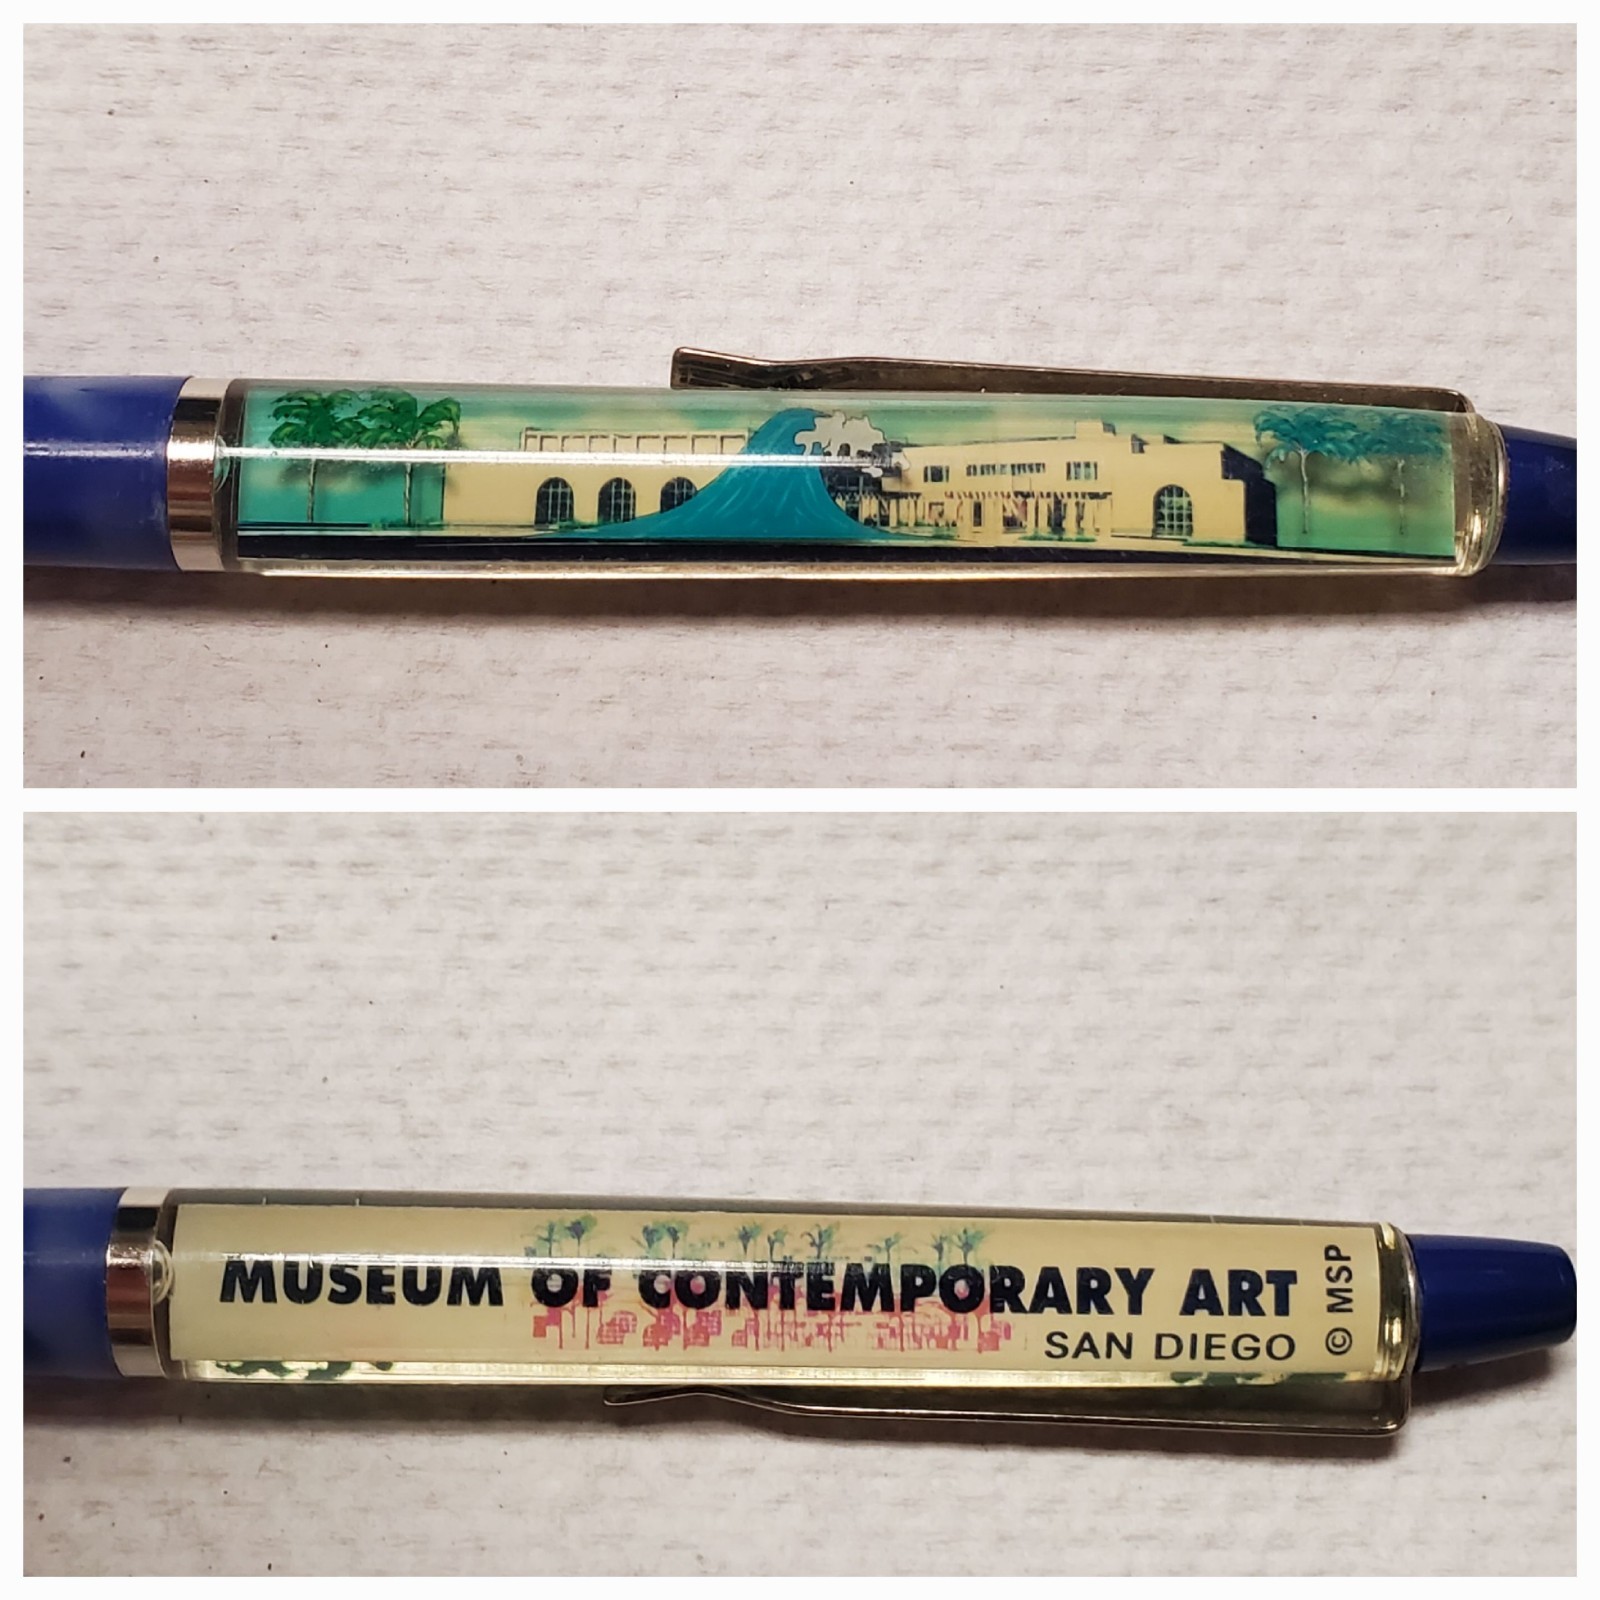 MUSEUM OF CONTEMPORARY ART
SAN DIEGO
© MSP